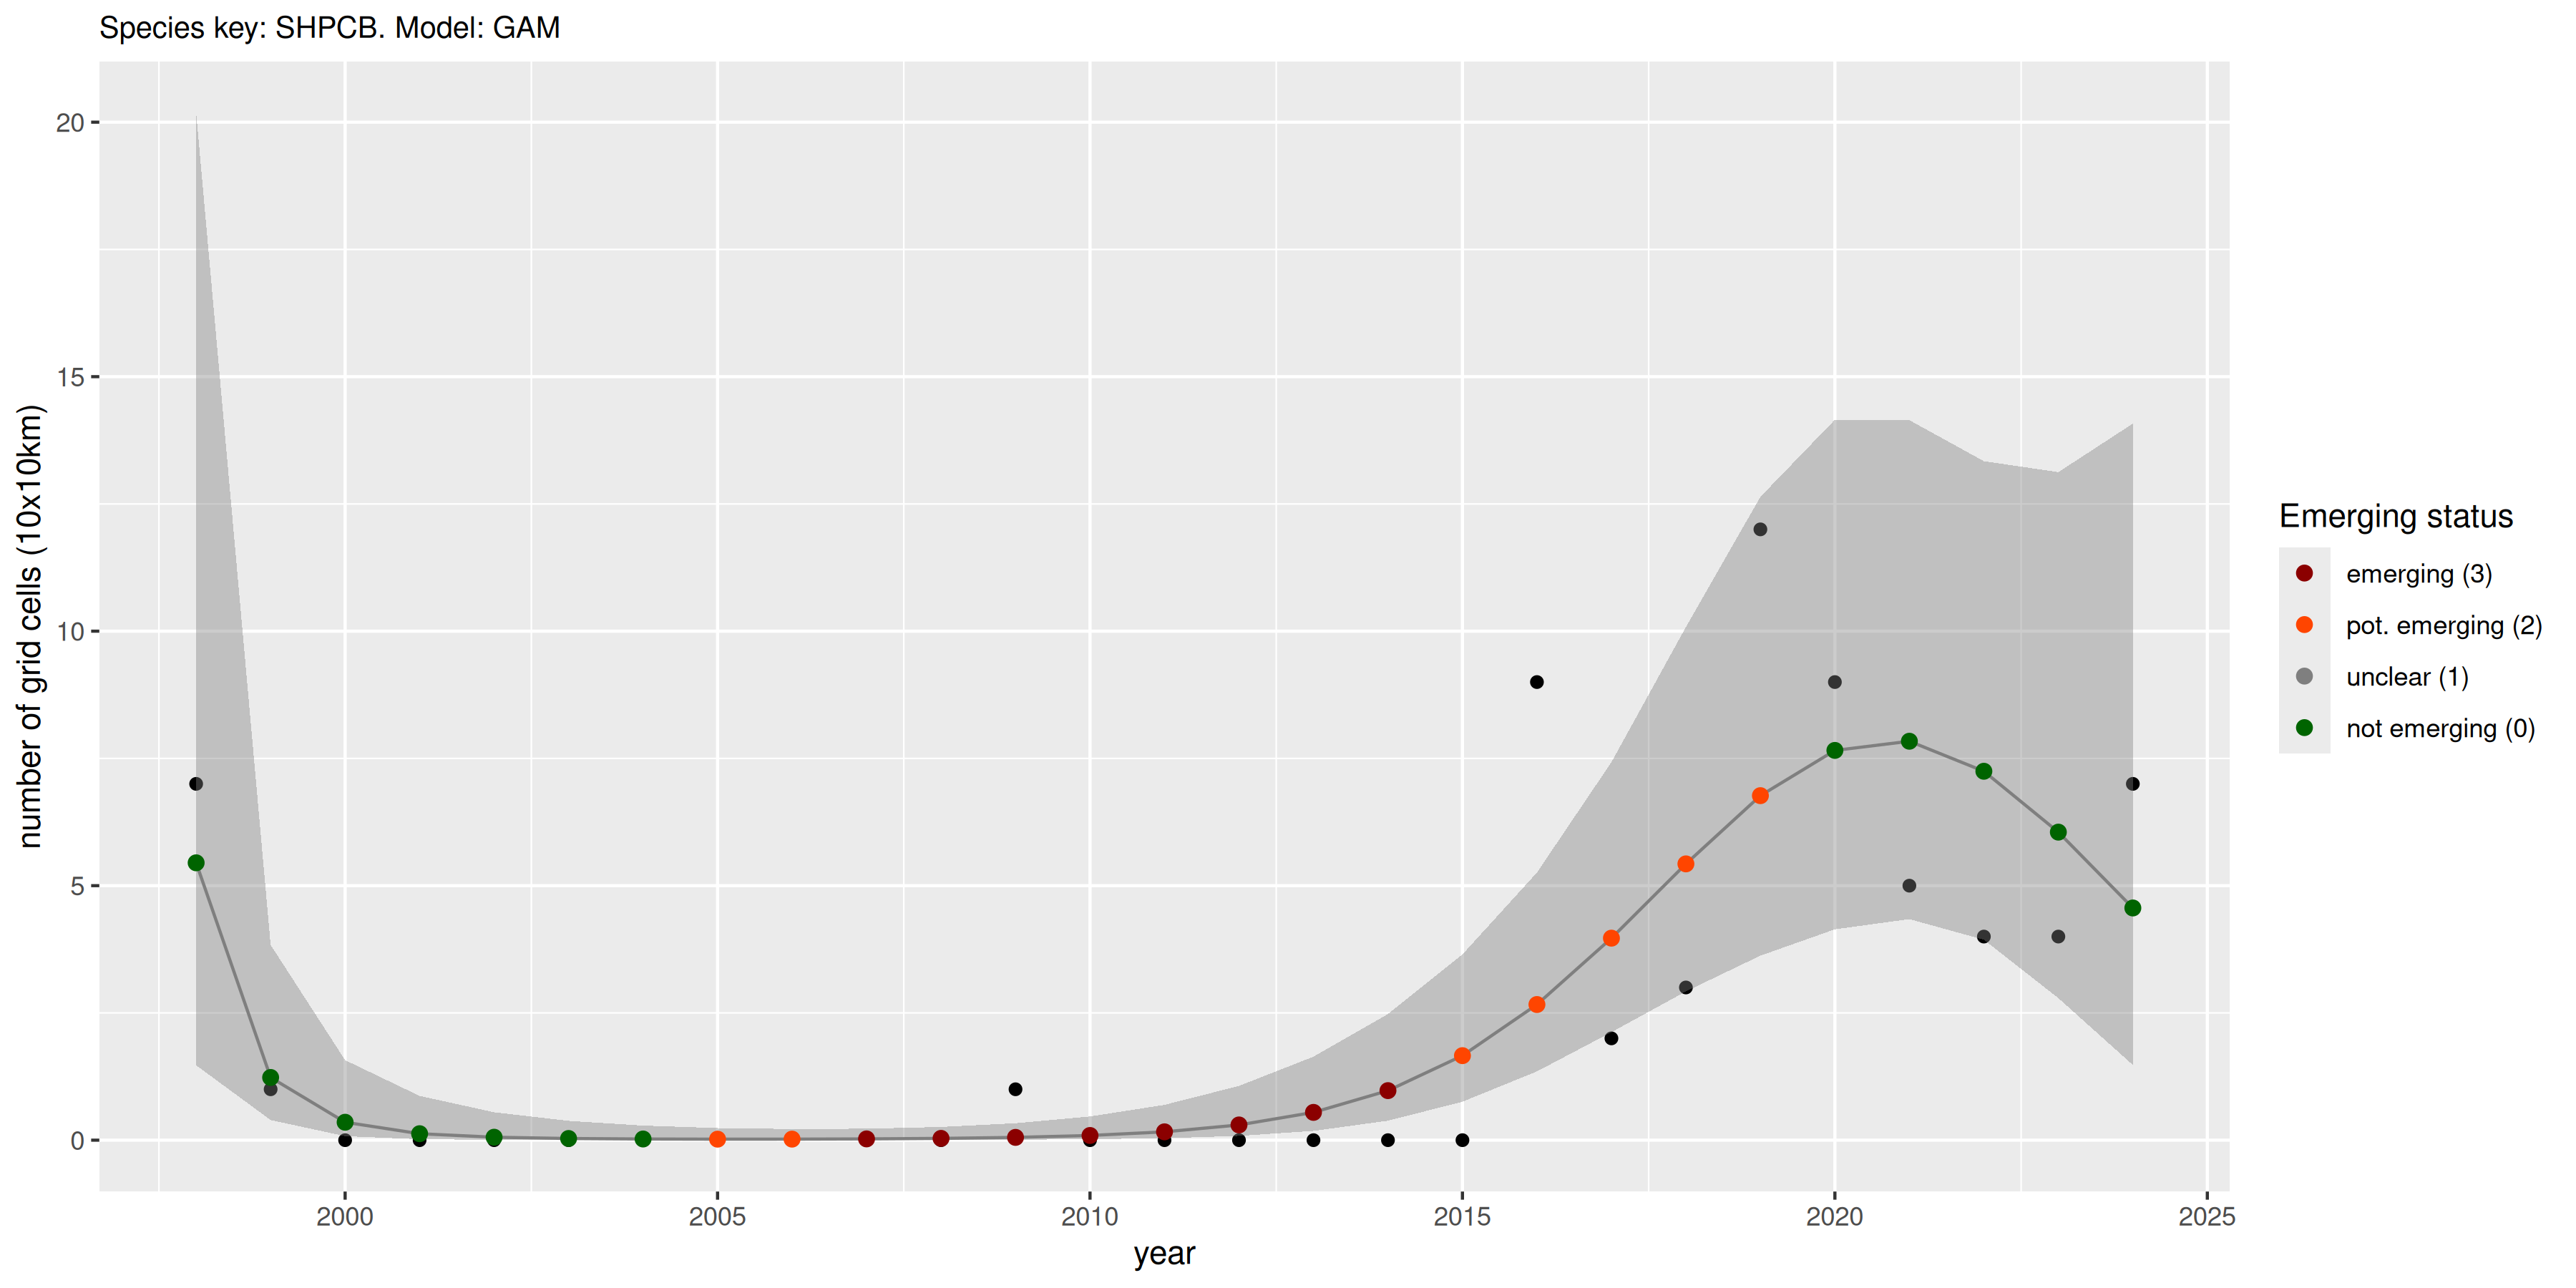 Species key: SHPCB. Model: GAM
number of grid cells (10x10km)
20
15
10
5
0
2000
2005
2010
2015
2020
2025
year
Emerging status
emerging (3)
pot. emerging (2)
unclear (1)
not emerging (0)